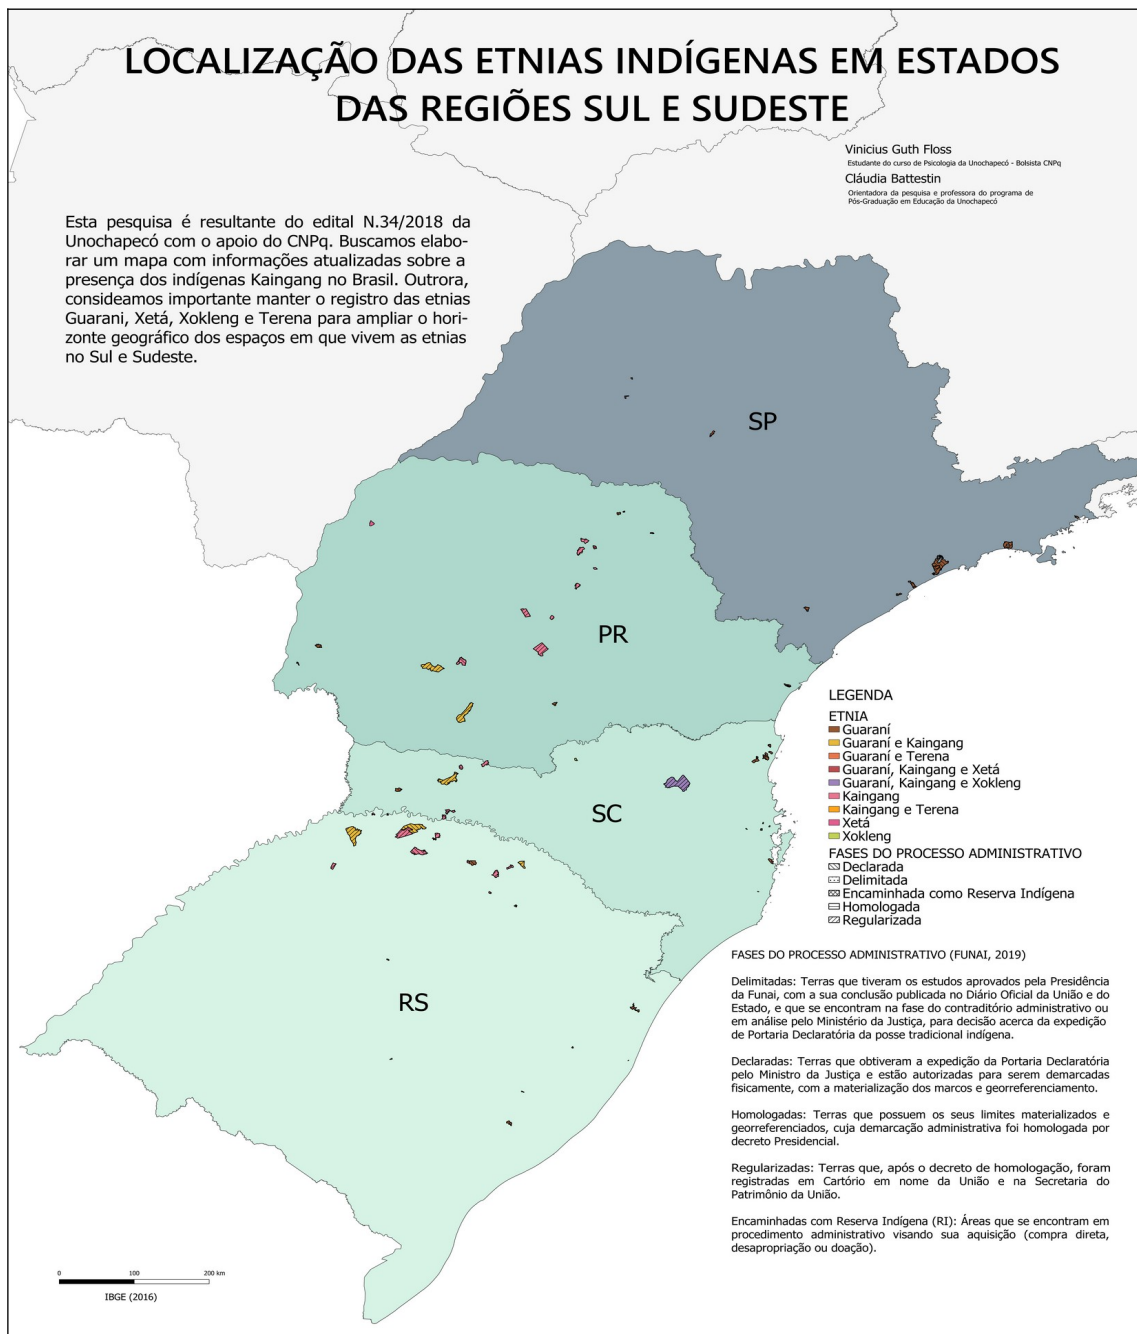 LOCALIZAÇÃO DAS ETNIAS INDÍGENAS EM ESTADOS
DAS REGIÕES SUL E SUDESTE
Vinicius Guth Floss
Estudante do curso de Psicologia da Unochapecó - Bolsista CNPq
Cláudia Battestin
Orientadora da pesquisa e professora do programa de
Pós-Graduação em Educação da Unochapecó
Esta pesquisa é resultante do edital N.34/2018 da
Unochapecó com o apoio do CNPq. Buscamos elabo-
rar um mapa com informações atualizadas sobre a
presença dos indígenas Kaingang no Brasil. Outrora,
consideamos importante manter o registro das etnias
Guarani, Xetá, Xokleng e Terena para ampliar o hori-
zonte geográfico dos espaços em que vivem as etnias
no Sul e Sudeste.
SP
PR
SC
RS
LEGENDA
ETNIA
Guaraní
Guaraní e Kaingang
Guaraní e Terena
Guaraní, Kaingang e Xetá
Guaraní, Kaingang e Xokleng
Kaingang
Kaingang e Terena
Xetá
Xokleng
FASES DO PROCESSO ADMINISTRATIVO
Declarada
Delimitada
Encaminhada como Reserva Indígena
Homologada
Regularizada
FASES DO PROCESSO ADMINISTRATIVO (FUNAI, 2019)
Delimitadas: Terras que tiveram os estudos aprovados pela Presidência
da Funai, com a sua conclusão publicada no Diário Oficial da União e do
Estado, e que se encontram na fase do contraditório administrativo ou
em análise pelo Ministério da Justiça, para decisão acerca da expedição
de Portaria Declaratória da posse tradicional indígena.
Declaradas: Terras que obtiveram a expedição da Portaria Declaratória
pelo Ministro da Justiça e estão autorizadas para serem demarcadas
fisicamente, com a materialização dos marcos e georreferenciamento.
Homologadas: Terras que possuem os seus limites materializados e
georreferenciados, cuja demarcação administrativa foi homologada por
decreto Presidencial.
Regularizadas: Terras que, após o decreto de homologação, foram
registradas em Cartório em nome da União e na Secretaria do
Patrimônio da União.
Encaminhadas com Reserva Indígena (RI): Áreas que se encontram em
procedimento administrativo visando sua aquisição (compra direta,
desapropriação ou doação).
0 100 200 km
IBGE (2016)